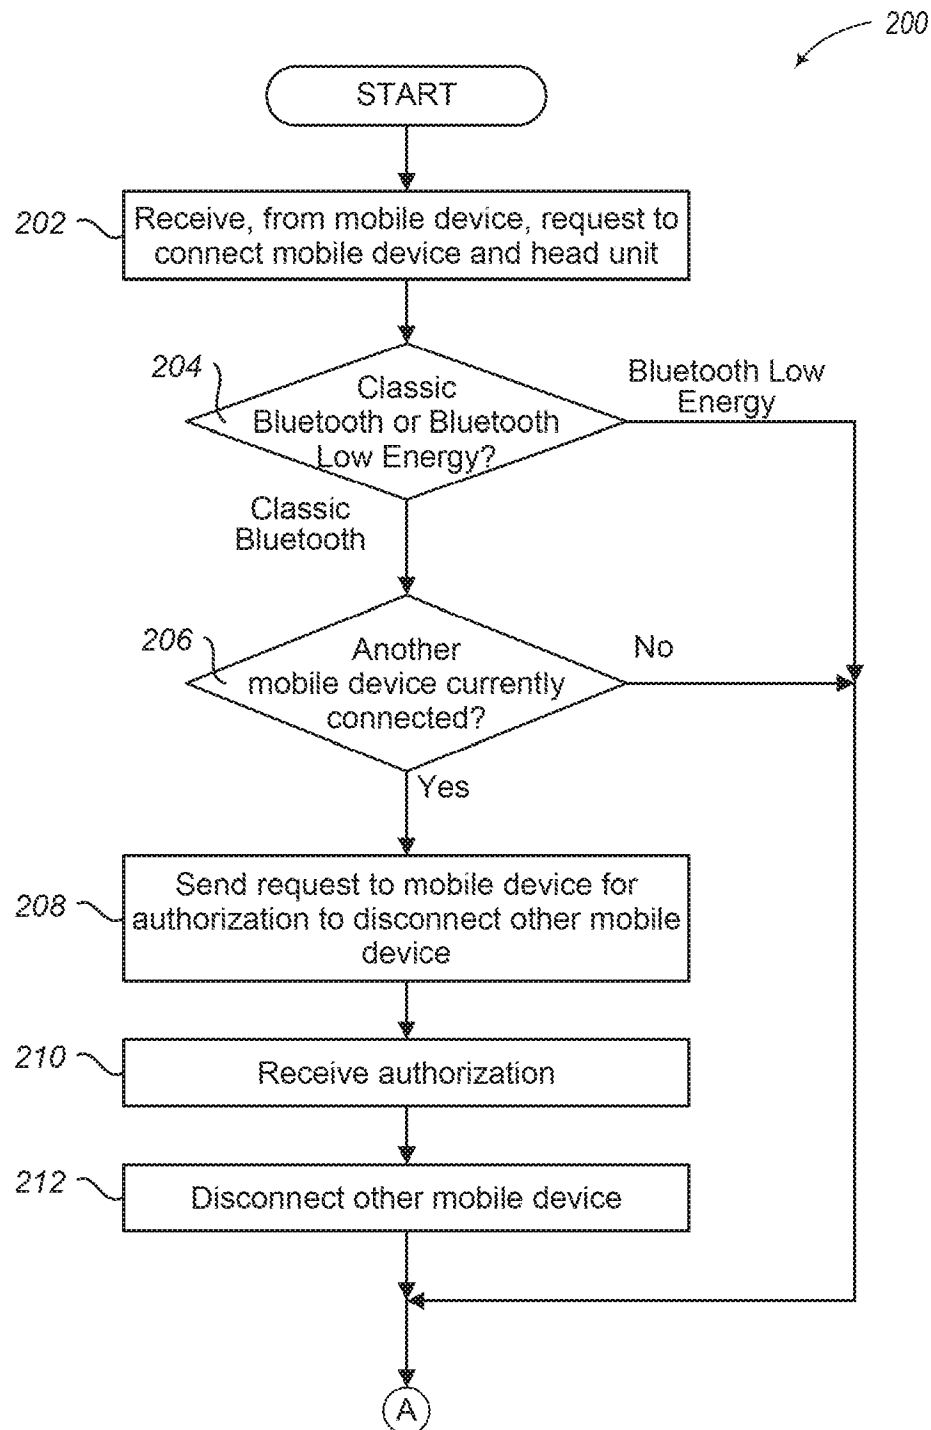 200
START
202
Receive, from mobile device, request to
connect mobile device and head unit
204
Classic
Bluetooth or Bluetooth
Low Energy?
Bluetooth Low
Energy
Classic
Bluetooth
206
Another
mobile device currently
connected?
No
Yes
208
Send request to mobile device for
authorization to disconnect other mobile
device
210
Receive authorization
212
Disconnect other mobile device
A